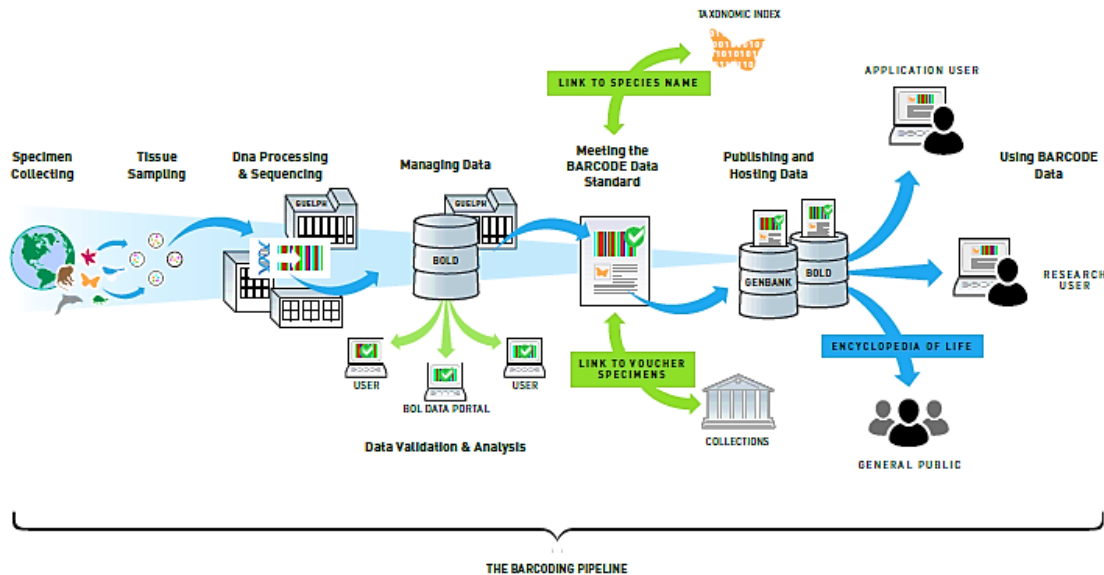 TAXONOMIC INDEX
LINK TO SPECIES NAME
APPLICATION USER
Specimen
Collecting
Tissue
Sampling
Dna Processing
& Sequencing
Managing Data
Meeting the
BARCODE Data
Standard
Publishing and
Hosting Data
Using BARCODE
Data
GUELPH
GUELPH
BOLD
GENBANK
BOLD
RESEARCH
USER
USER
BOL DATA PORTAL
USER
LINK TO VOUCHER
SPECIMENS
ENCYCLOPEDIA OF LIFE
COLLECTIONS
Data Validation & Analysis
GENERAL PUBLIC
THE BARCODING PIPELINE